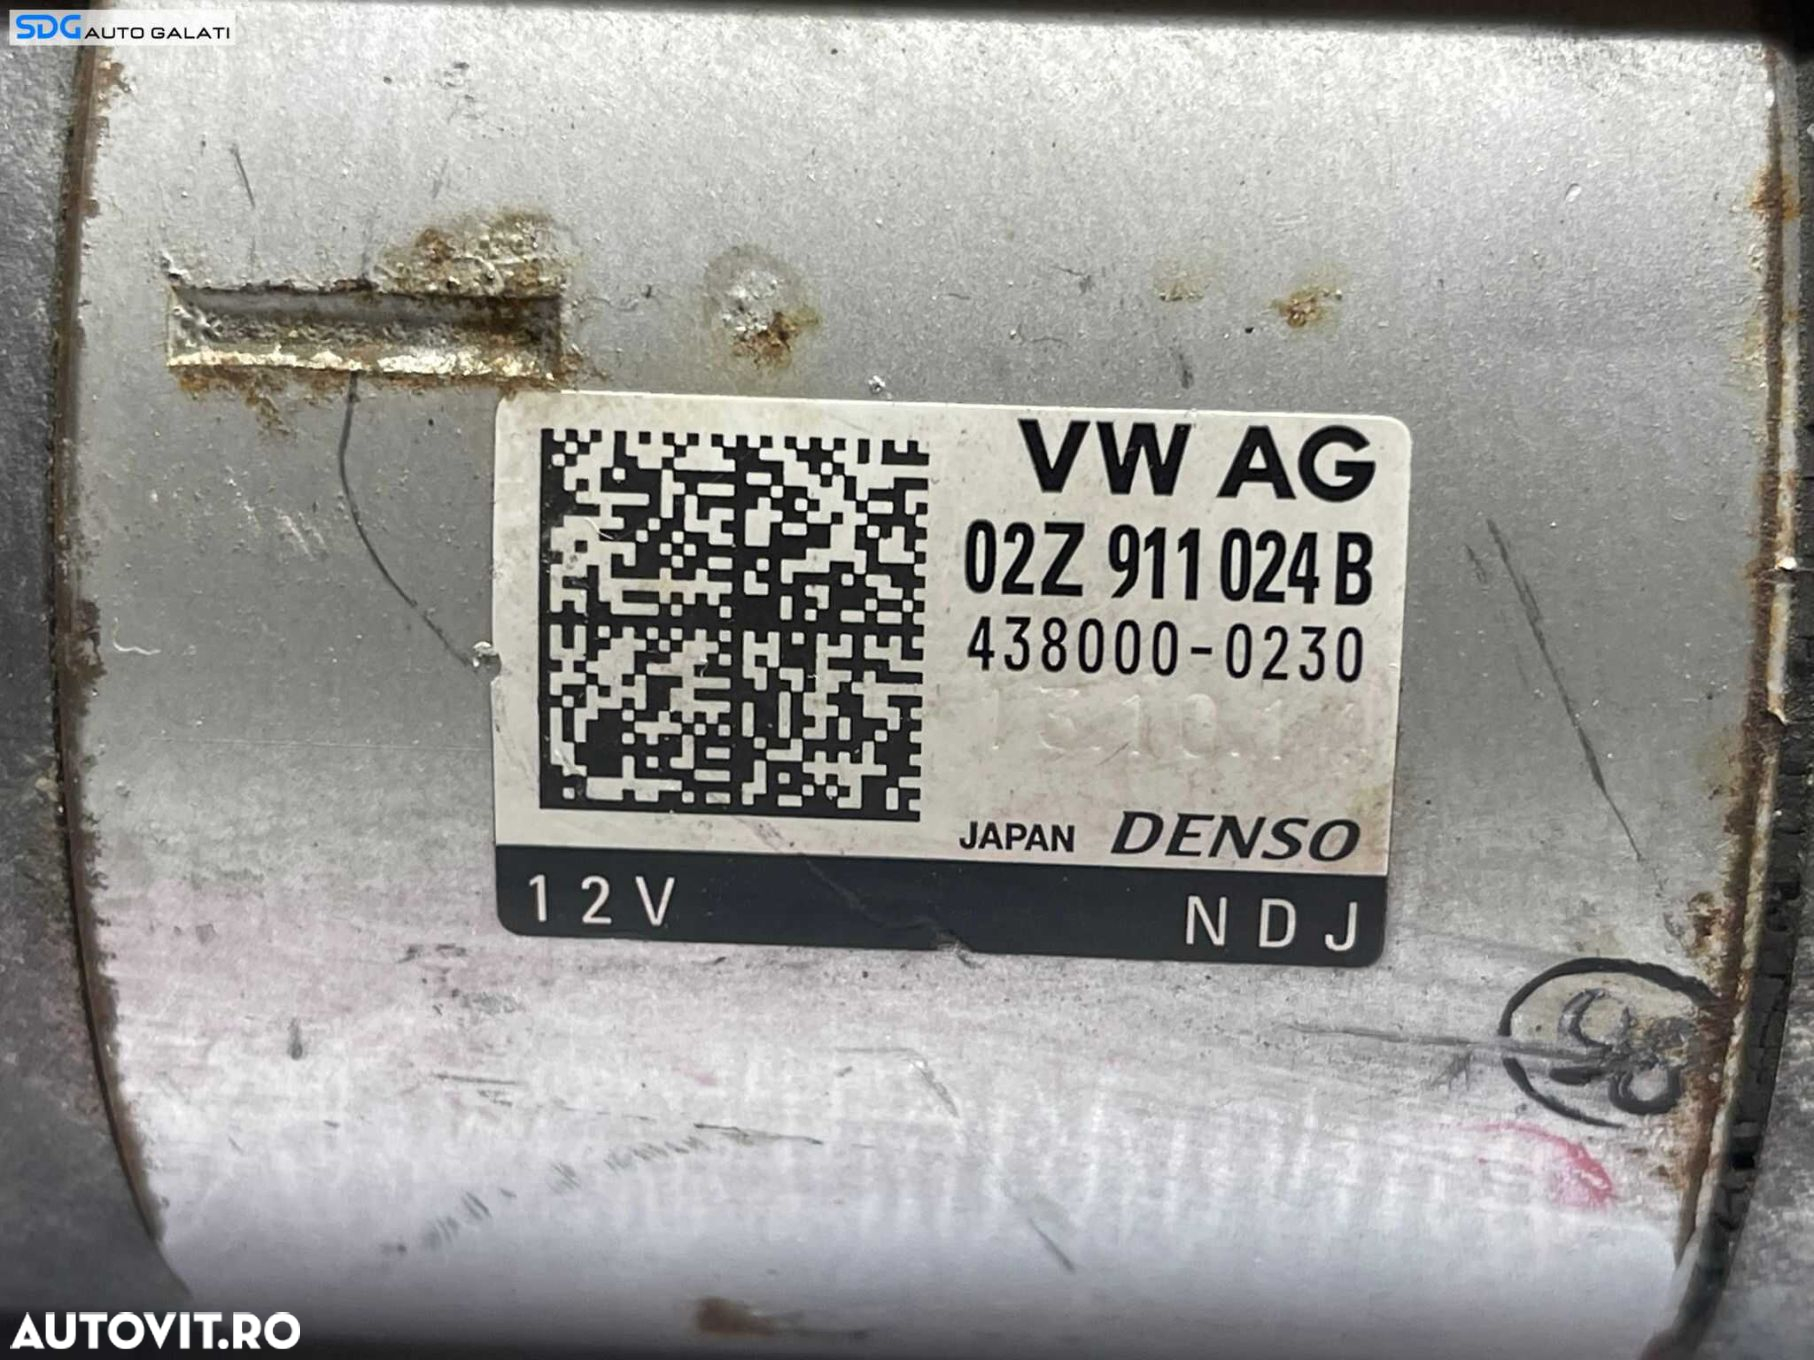 SDG AUTO GALATI
VW AG
02Z 911 024 B
438000-0230
JAPAN DENSO
12V NDJ
AUTOVIT.RO